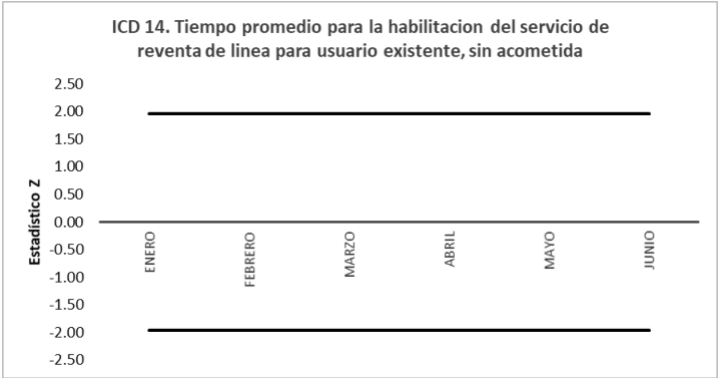 ICD 14. Tiempo promedio para la habilitacion del servicio de
reventa de linea para usuario existente, sin acometida
Estadístico Z
2.50
2.00
1.50
1.00
0.50
0.00
-0.50
-1.00
-1.50
-2.00
-2.50
ENERO
FEBRERO
MARZO
ABRIL
MAYO
JUNIO